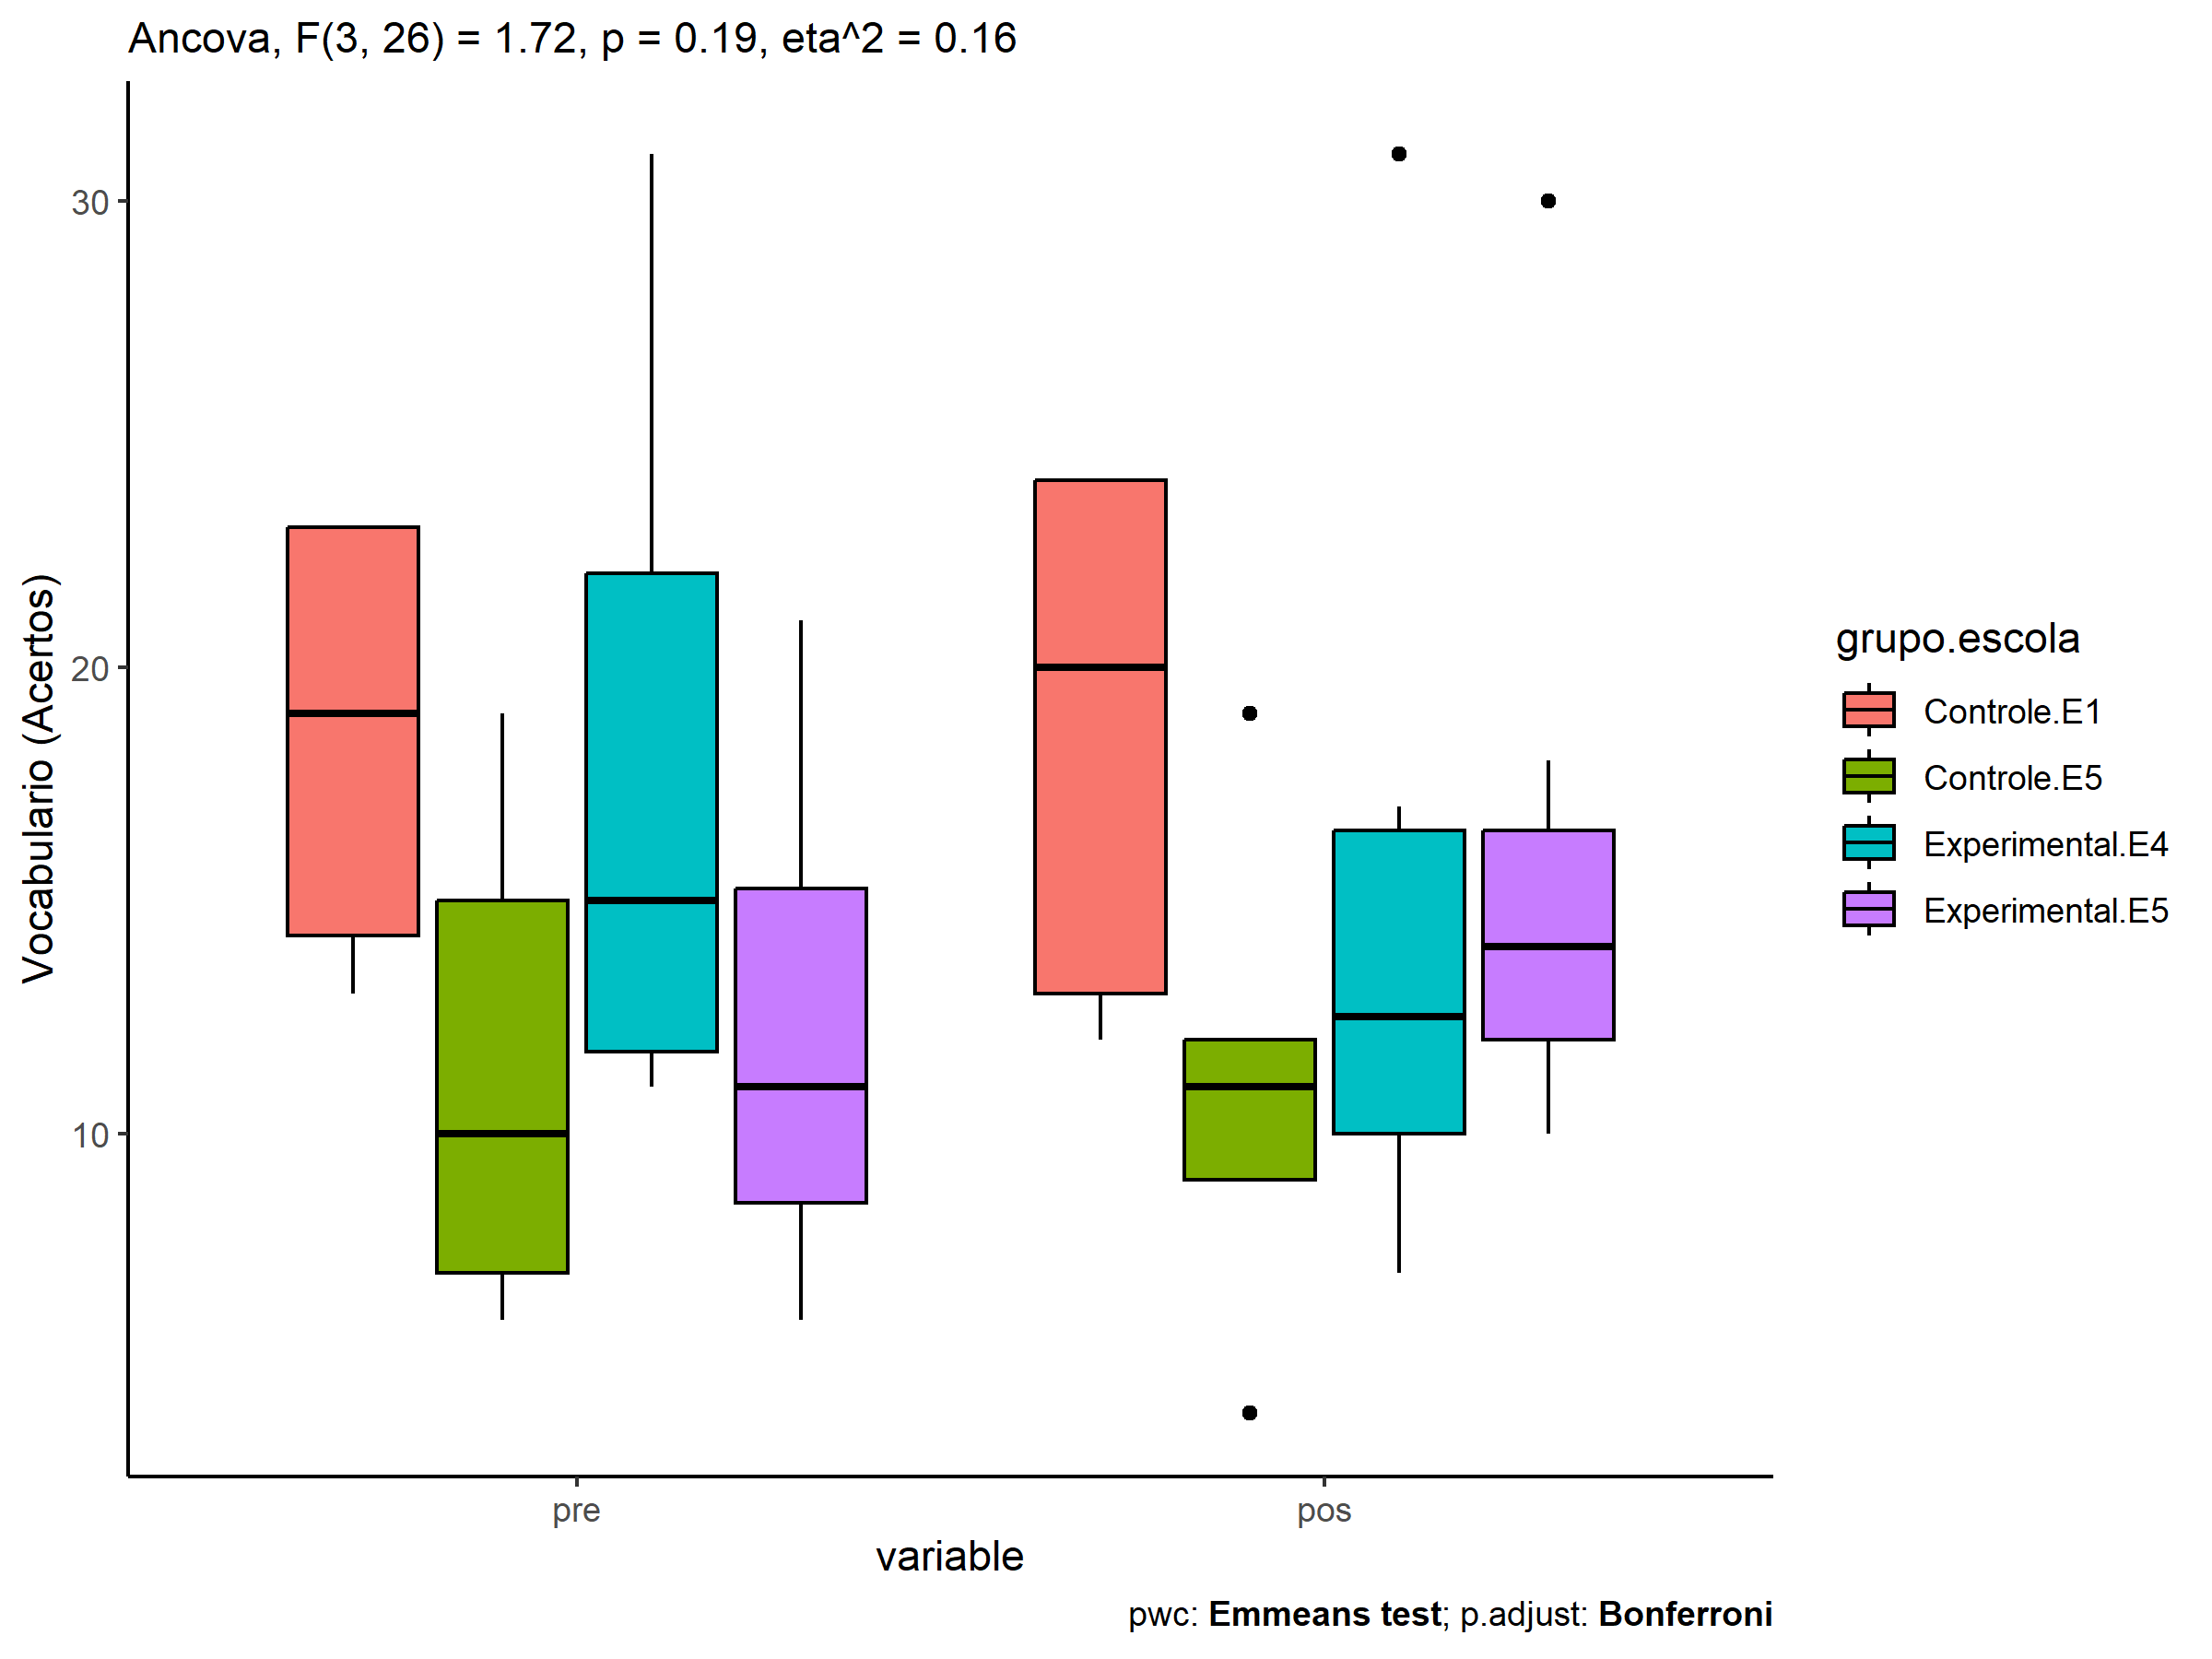 Ancova, F(3, 26) = 1.72, p = 0.19, eta^2 = 0.16
Vocabulario (Acertos)
30
20
10
pre
pos
variable
grupo.escola
Controle.E1
Controle.E5
Experimental.E4
Experimental.E5
pwc: Emmeans test; p.adjust: Bonferroni